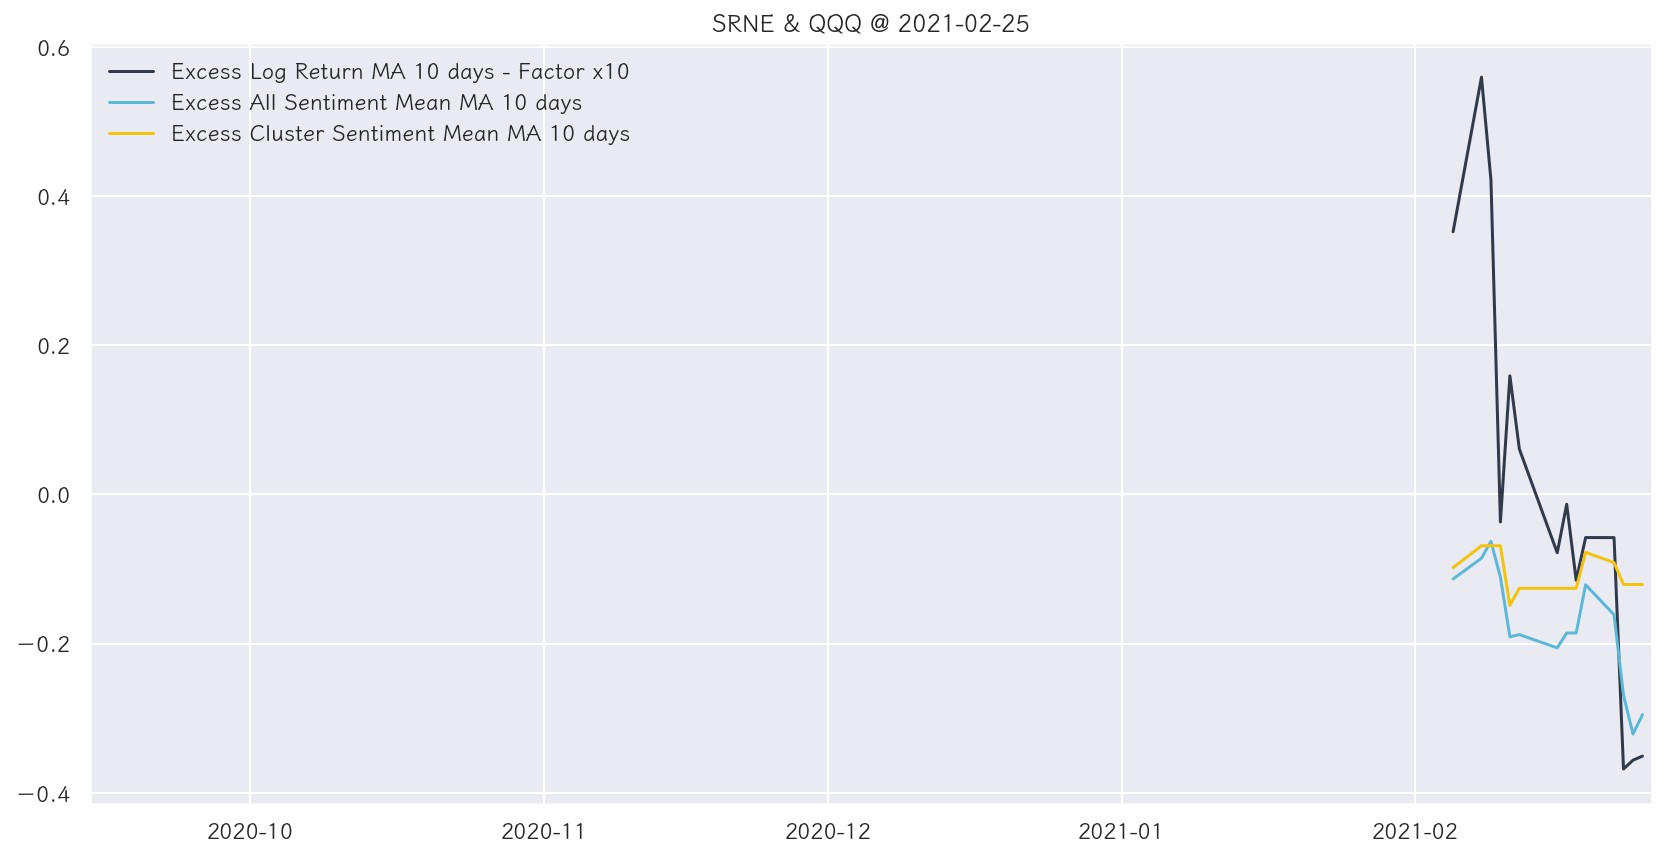 SRNE & QQQ @ 2021-02-25
Excess Log Return MA 10 days - Factor x10
Excess All Sentiment Mean MA 10 days
Excess Cluster Sentiment Mean MA 10 days
0.6
0.4
0.2
0.0
−0.2
−0.4
2020-10 2020-11 2020-12 2021-01 2021-02